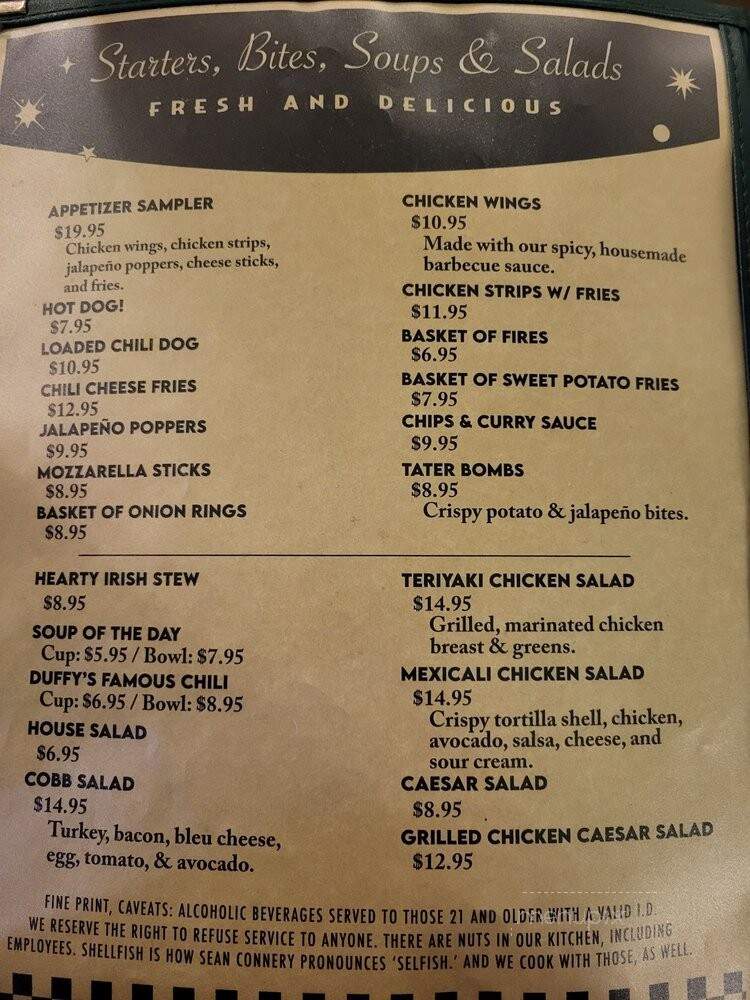 Starters, Bites, Soups & Salads
FRESH AND DELICIOUS
APPETIZER SAMPLER
$19.95
Chicken wings, chicken strips,
jalapeño poppers, cheese sticks,
and fries.
HOT DOG!
$7.95
LOADED CHILI DOG
$10.95
CHILI CHEESE FRIES
$12.95
JALAPEÑO POPPERS
$9.95
MOZZARELLA STICKS
$8.95
BASKET OF ONION RINGS
$8.95
CHICKEN WINGS
$10.95
Made with our spicy, housemade
barbecue sauce.
CHICKEN STRIPS W/ FRIES
$11.95
BASKET OF FIRES
$6.95
BASKET OF SWEET POTATO FRIES
$7.95
CHIPS & CURRY SAUCE
$9.95
TATER BOMBS
$8.95
Crispy potato & jalapeño bites.
HEARTY IRISH STEW
$8.95
SOUP OF THE DAY
Cup: $5.95 / Bowl: $7.95
DUFFY'S FAMOUS CHILI
Cup: $6.95 / Bowl: $8.95
HOUSE SALAD
$6.95
COBB SALAD
$14.95
Turkey, bacon, bleu cheese,
egg, tomato, & avocado.
TERIYAKI CHICKEN SALAD
$14.95
Grilled, marinated chicken
breast & greens.
MEXICALI CHICKEN SALAD
$14.95
Crispy tortilla shell, chicken,
avocado, salsa, cheese, and
sour cream.
CAESAR SALAD
$8.95
GRILLED CHICKEN CAESAR SALAD
$12.95
FINE PRINT, CAVEATS: ALCOHOLIC BEVERAGES SERVED TO THOSE 21 AND OLDER WITH A VALID I.D.
WE RESERVE THE RIGHT TO REFUSE SERVICE TO ANYONE. THERE ARE NUTS IN OUR KITCHEN, INCLUDING
EMPLOYEES. SHELLFISH IS HOW SEAN CONNERY PRONOUNCES 'SELFISH.' AND WE COOK WITH THOSE, AS WELL.